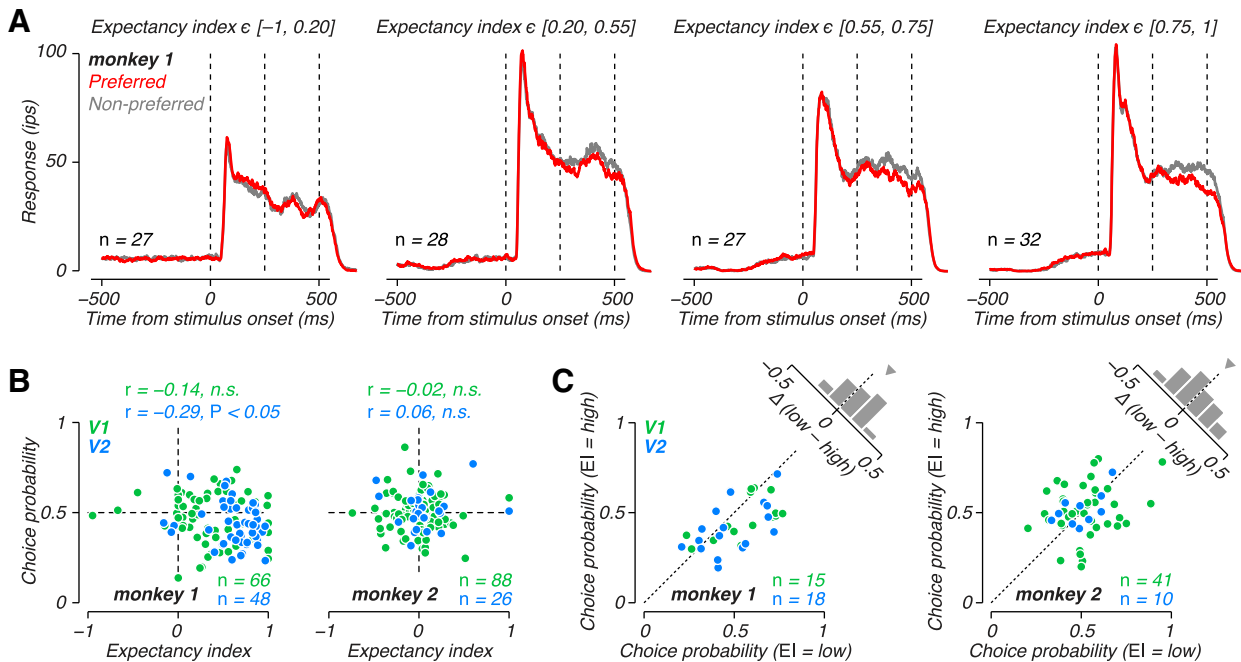 A
Expectancy index ϵ [−1, 0.20]
Expectancy index ϵ [0.20, 0.55]
Expectancy index ϵ [0.55, 0.75]
Expectancy index ϵ [0.75, 1]
monkey 1
Preferred
Non-preferred
Response (ips)
100
50
0
n = 27
n = 28
n = 27
n = 32
−500 0 500
−500 0 500
−500 0 500
−500 0 500
Time from stimulus onset (ms)
Time from stimulus onset (ms)
Time from stimulus onset (ms)
Time from stimulus onset (ms)
B
r = −0.14, n.s.
r = −0.29, P < 0.05
V1
V2
Choice probability
1
0.5
0
n = 66
n = 48
monkey 1
−1 0 1
Expectancy index
r = −0.02, n.s.
r = 0.06, n.s.
n = 88
n = 26
monkey 2
−1 0 1
Expectancy index
C
V1
V2
Choice probability (EI = high)
1
0.5
0
−0.5
0
0.5
Δ (low − high)
n = 15
n = 18
monkey 1
0 0.5 1
Choice probability (EI = low)
Choice probability (EI = high)
1
0.5
0
−0.5
0
0.5
Δ (low − high)
n = 41
n = 10
monkey 2
0 0.5 1
Choice probability (EI = low)